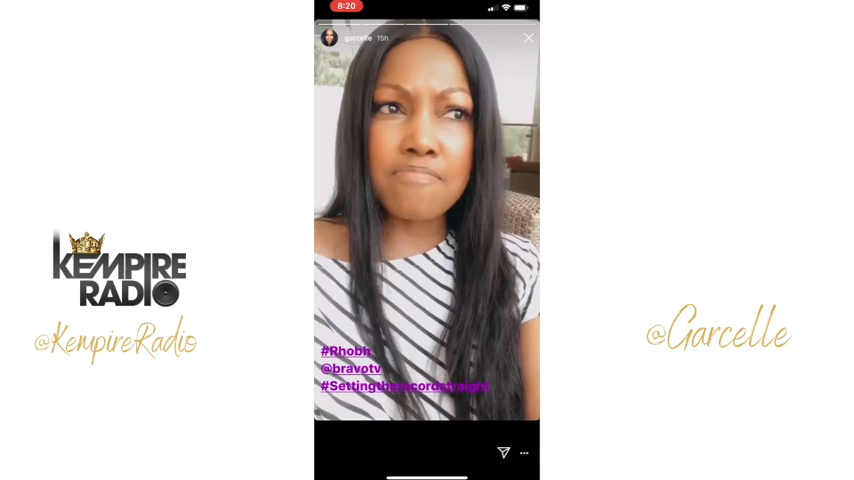 8:20
garcelle 15h
KEMPIRE
RADIO
@KempireRadio
#Rhobh
@bravotv
#Settingtherecordstraight
@Garcelle